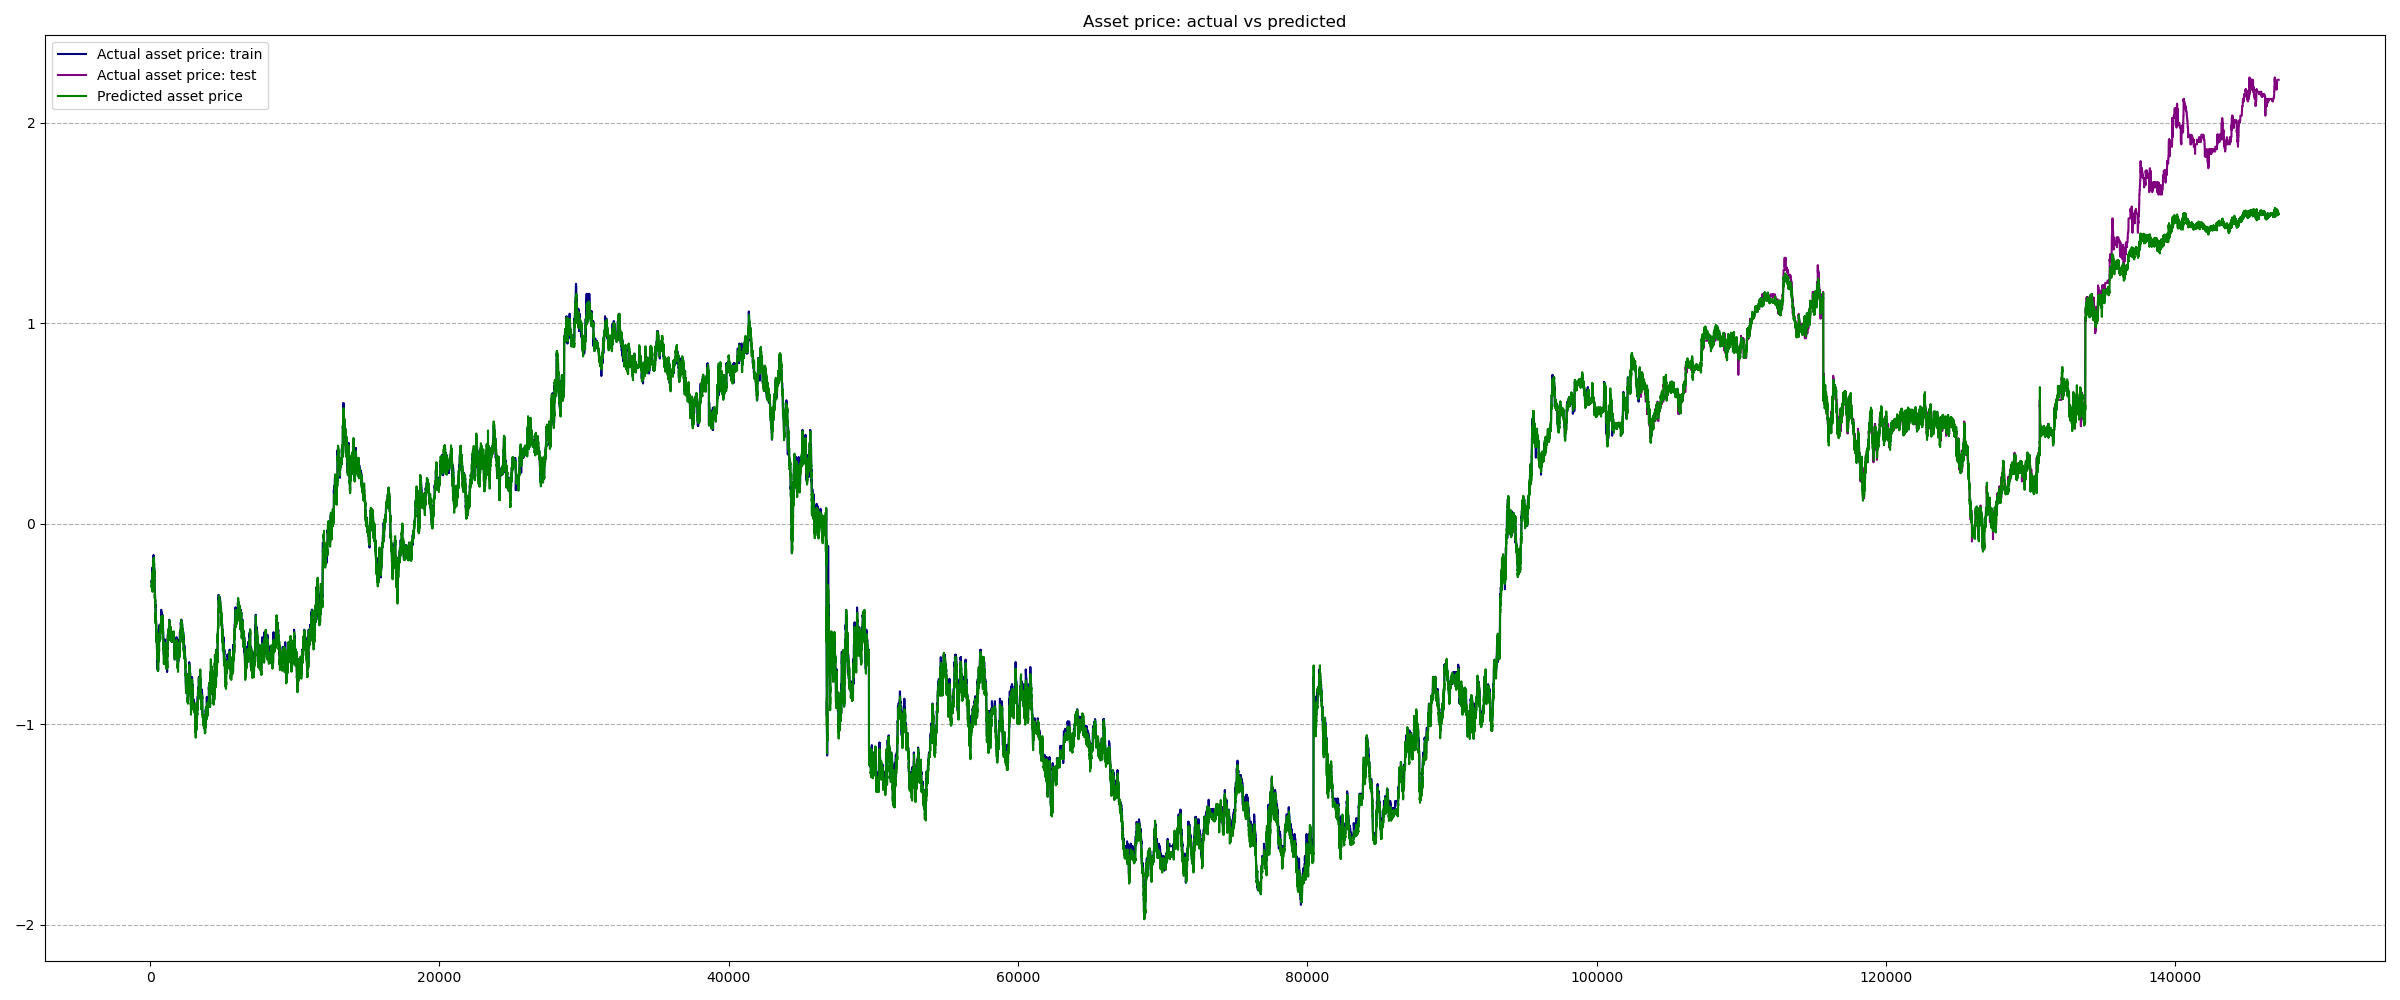 Asset price: actual vs predicted
Actual asset price: train
Actual asset price: test
Predicted asset price
2
1
0
−1
−2
0 20000 40000 60000 80000 100000 120000 140000